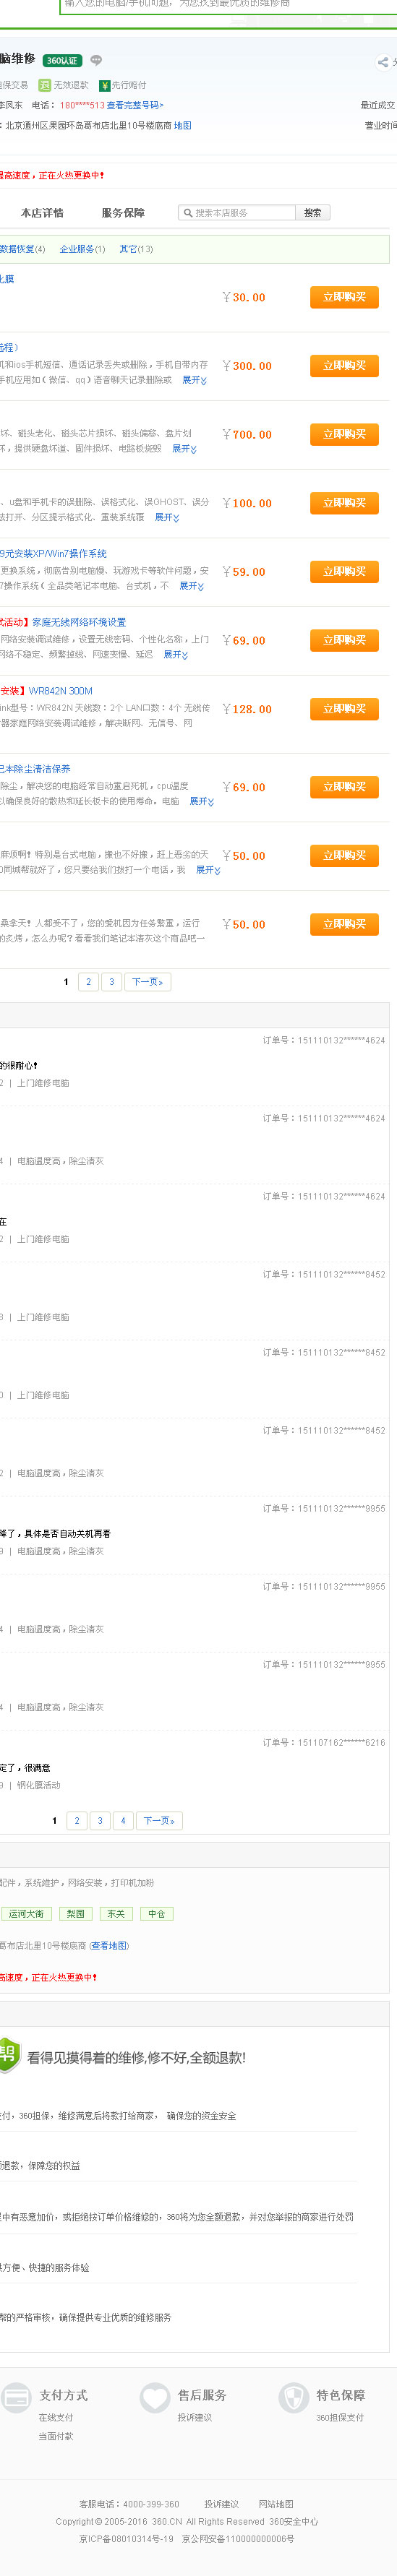 输入您的电脑/手机问题，为您找到最优质的维修商
脑维修 360认证
担保交易 无效退款 先行赔付
李凤东 电话：180****513 查看完整号码> 最近成交
：北京通州区果园环岛葛布店北里10号楼底商 地图 营业时间
提高速度，正在火热更换中！
本店详情 服务保障 搜索本店服务 搜索
数据恢复(4) 企业服务(1) 其它(13)
化膜
￥30.00 立即购买
远程）
机和ios手机短信、通话记录丢失或删除，手机自带内存
手机应用如（微信、qq）语音聊天记录删除或 展开
￥300.00 立即购买
坏、磁头老化、磁头芯片损坏、磁头偏移、盘片划
坏，提供硬盘坏道、固件损坏、电路板烧毁 展开
￥700.00 立即购买
、u盘和手机卡的误删除、误格式化、误GHOST、误分
法打开、分区提示格式化、重装系统覆 展开
￥100.00 立即购买
9元安装XP/Win7操作系统
更换系统，彻底告别电脑慢、玩游戏卡等软件问题，安
7操作系统（全品类笔记本电脑、台式机，不 展开
￥59.00 立即购买
试活动】家庭无线网络环境设置
网络安装调试维修，设置无线密码、个性化名称，上门
网络不稳定、频繁掉线、网速变慢、延迟 展开
￥69.00 立即购买
安装】WR842N 300M
ink型号：WR842N 天线数：2个 LAN口数：4个 无线传
器家庭网络安装调试维修，解决断网、无信号、网
￥128.00 立即购买
记本除尘清洁保养
除尘，解决您的电脑经常自动重启死机，cpu温度
以确保良好的散热和延长板卡的使用寿命。电脑 展开
￥69.00 立即购买
麻烦啊！特别是台式电脑，搬也不好搬，赶上恶劣的天
0同城帮就好了，您只要给我们拨打一个电话，我 展开
￥50.00 立即购买
桑拿天！人都受不了，您的爱机因为任务繁重，运行
的炙烤，怎么办呢？看看我们笔记本清灰这个商品吧一
￥50.00 立即购买
1 2 3 下一页»
订单号：151110132******4624
的很耐心！
2 | 上门维修电脑
订单号：151110132******4624
4 | 电脑温度高，除尘清灰
订单号：151110132******4624
在
2 | 上门维修电脑
订单号：151110132******8452
3 | 上门维修电脑
订单号：151110132******8452
0 | 上门维修电脑
订单号：151110132******8452
2 | 电脑温度高，除尘清灰
订单号：151110132******9955
降了，具体是否自动关机再看
9 | 电脑温度高，除尘清灰
订单号：151110132******9955
4 | 电脑温度高，除尘清灰
订单号：151110132******9955
4 | 电脑温度高，除尘清灰
订单号：151107162******6216
定了，很满意
9 | 钢化膜活动
1 2 3 4 下一页»
配件，系统维护，网络安装，打印机加粉
运河大街 梨园 东关 中仓
葛布店北里10号楼底商 (查看地图)
高速度，正在火热更换中！
帮 看得见摸得着的维修,修不好,全额退款!
支付，360担保，维修满意后将款打给商家， 确保您的资金安全
额退款，保障您的权益
程中有恶意加价，或拒绝按订单价格维修的，360将为您全额退款，并对您举报的商家进行处罚
供方便、快捷的服务体验
帮的严格审核，确保提供专业优质的维修服务
支付方式 售后服务 特色保障
在线支付 投诉建议 360担保支付
当面付款
客服电话：4000-399-360 投诉建议 网站地图
Copyright © 2005-2016 360.CN All Rights Reserved 360安全中心
京ICP备08010314号-19 京公网安备110000000006号